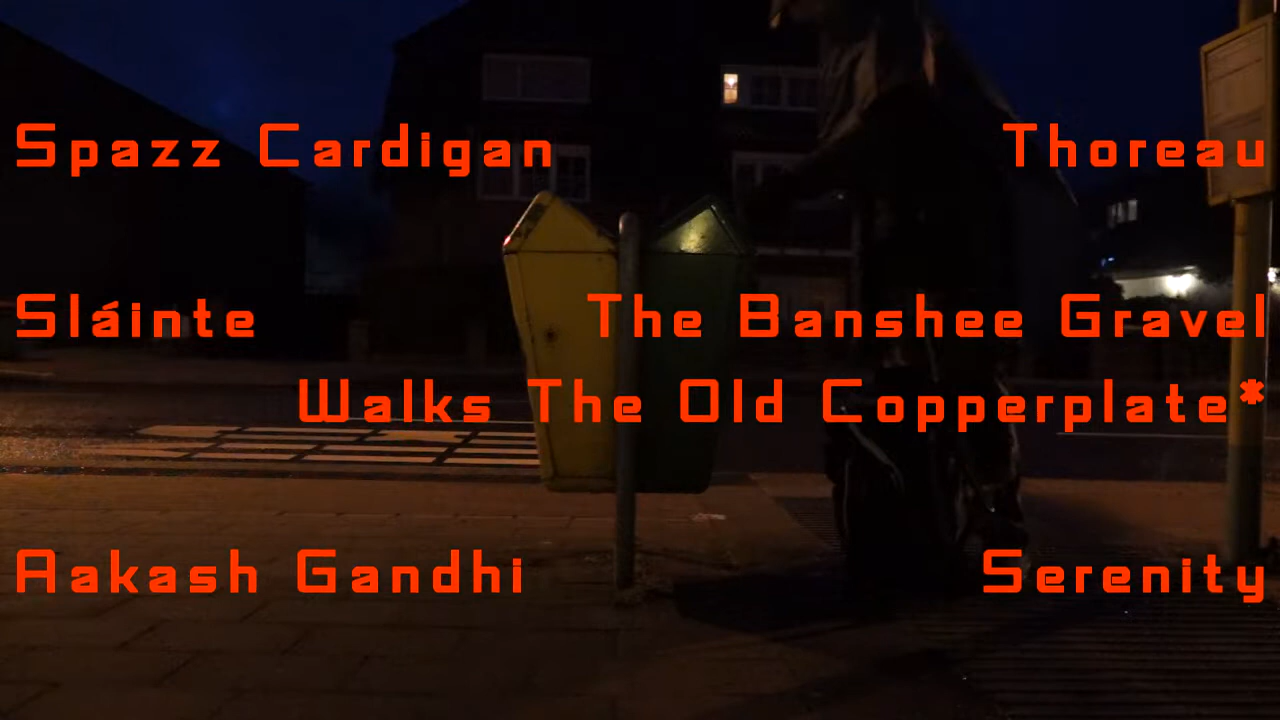 Spazz Cardigan Thoreau
Sláinte The Banshee Gravel
Walks The Old Copperplate*
Aakash Gandhi Serenity